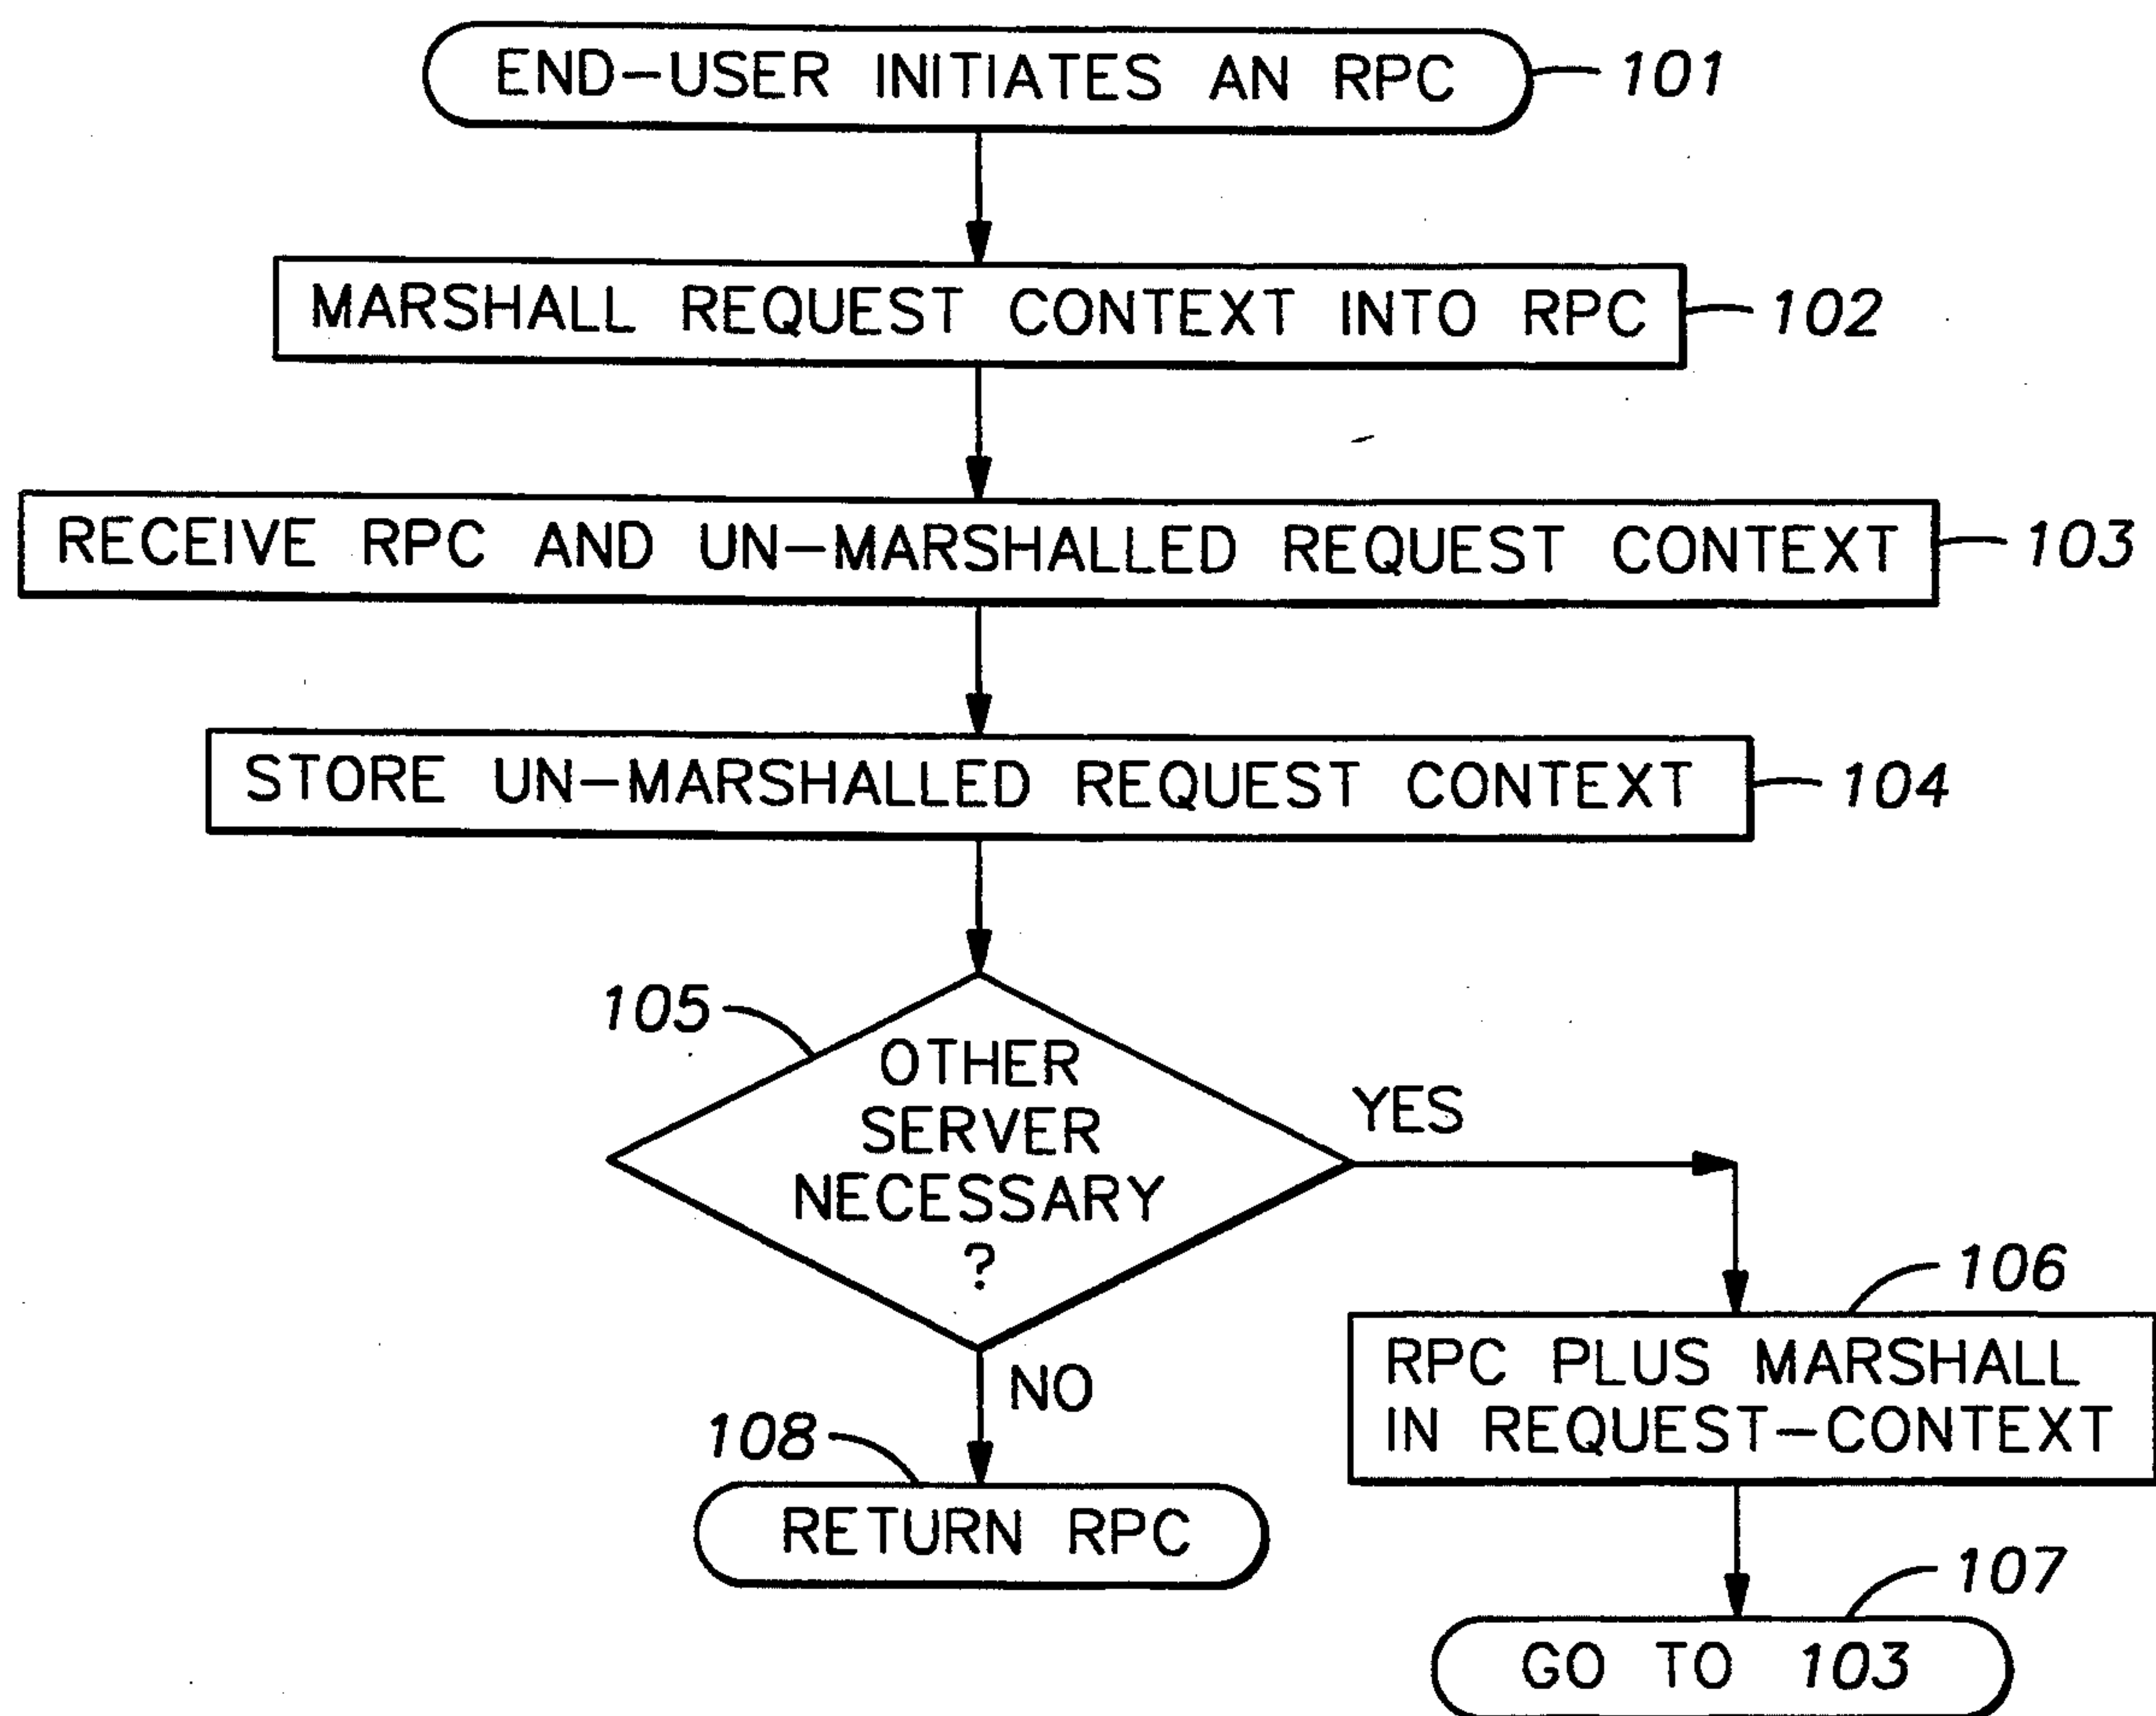 END-USER INITIATES AN RPC 101
MARSHALL REQUEST CONTEXT INTO RPC 102
RECEIVE RPC AND UN-MARSHALLED REQUEST CONTEXT 103
STORE UN-MARSHALLED REQUEST CONTEXT 104
105
OTHER
SERVER
NECESSARY
?
YES
NO
106
RPC PLUS MARSHALL
IN REQUEST-CONTEXT
108
RETURN RPC
107
GO TO 103